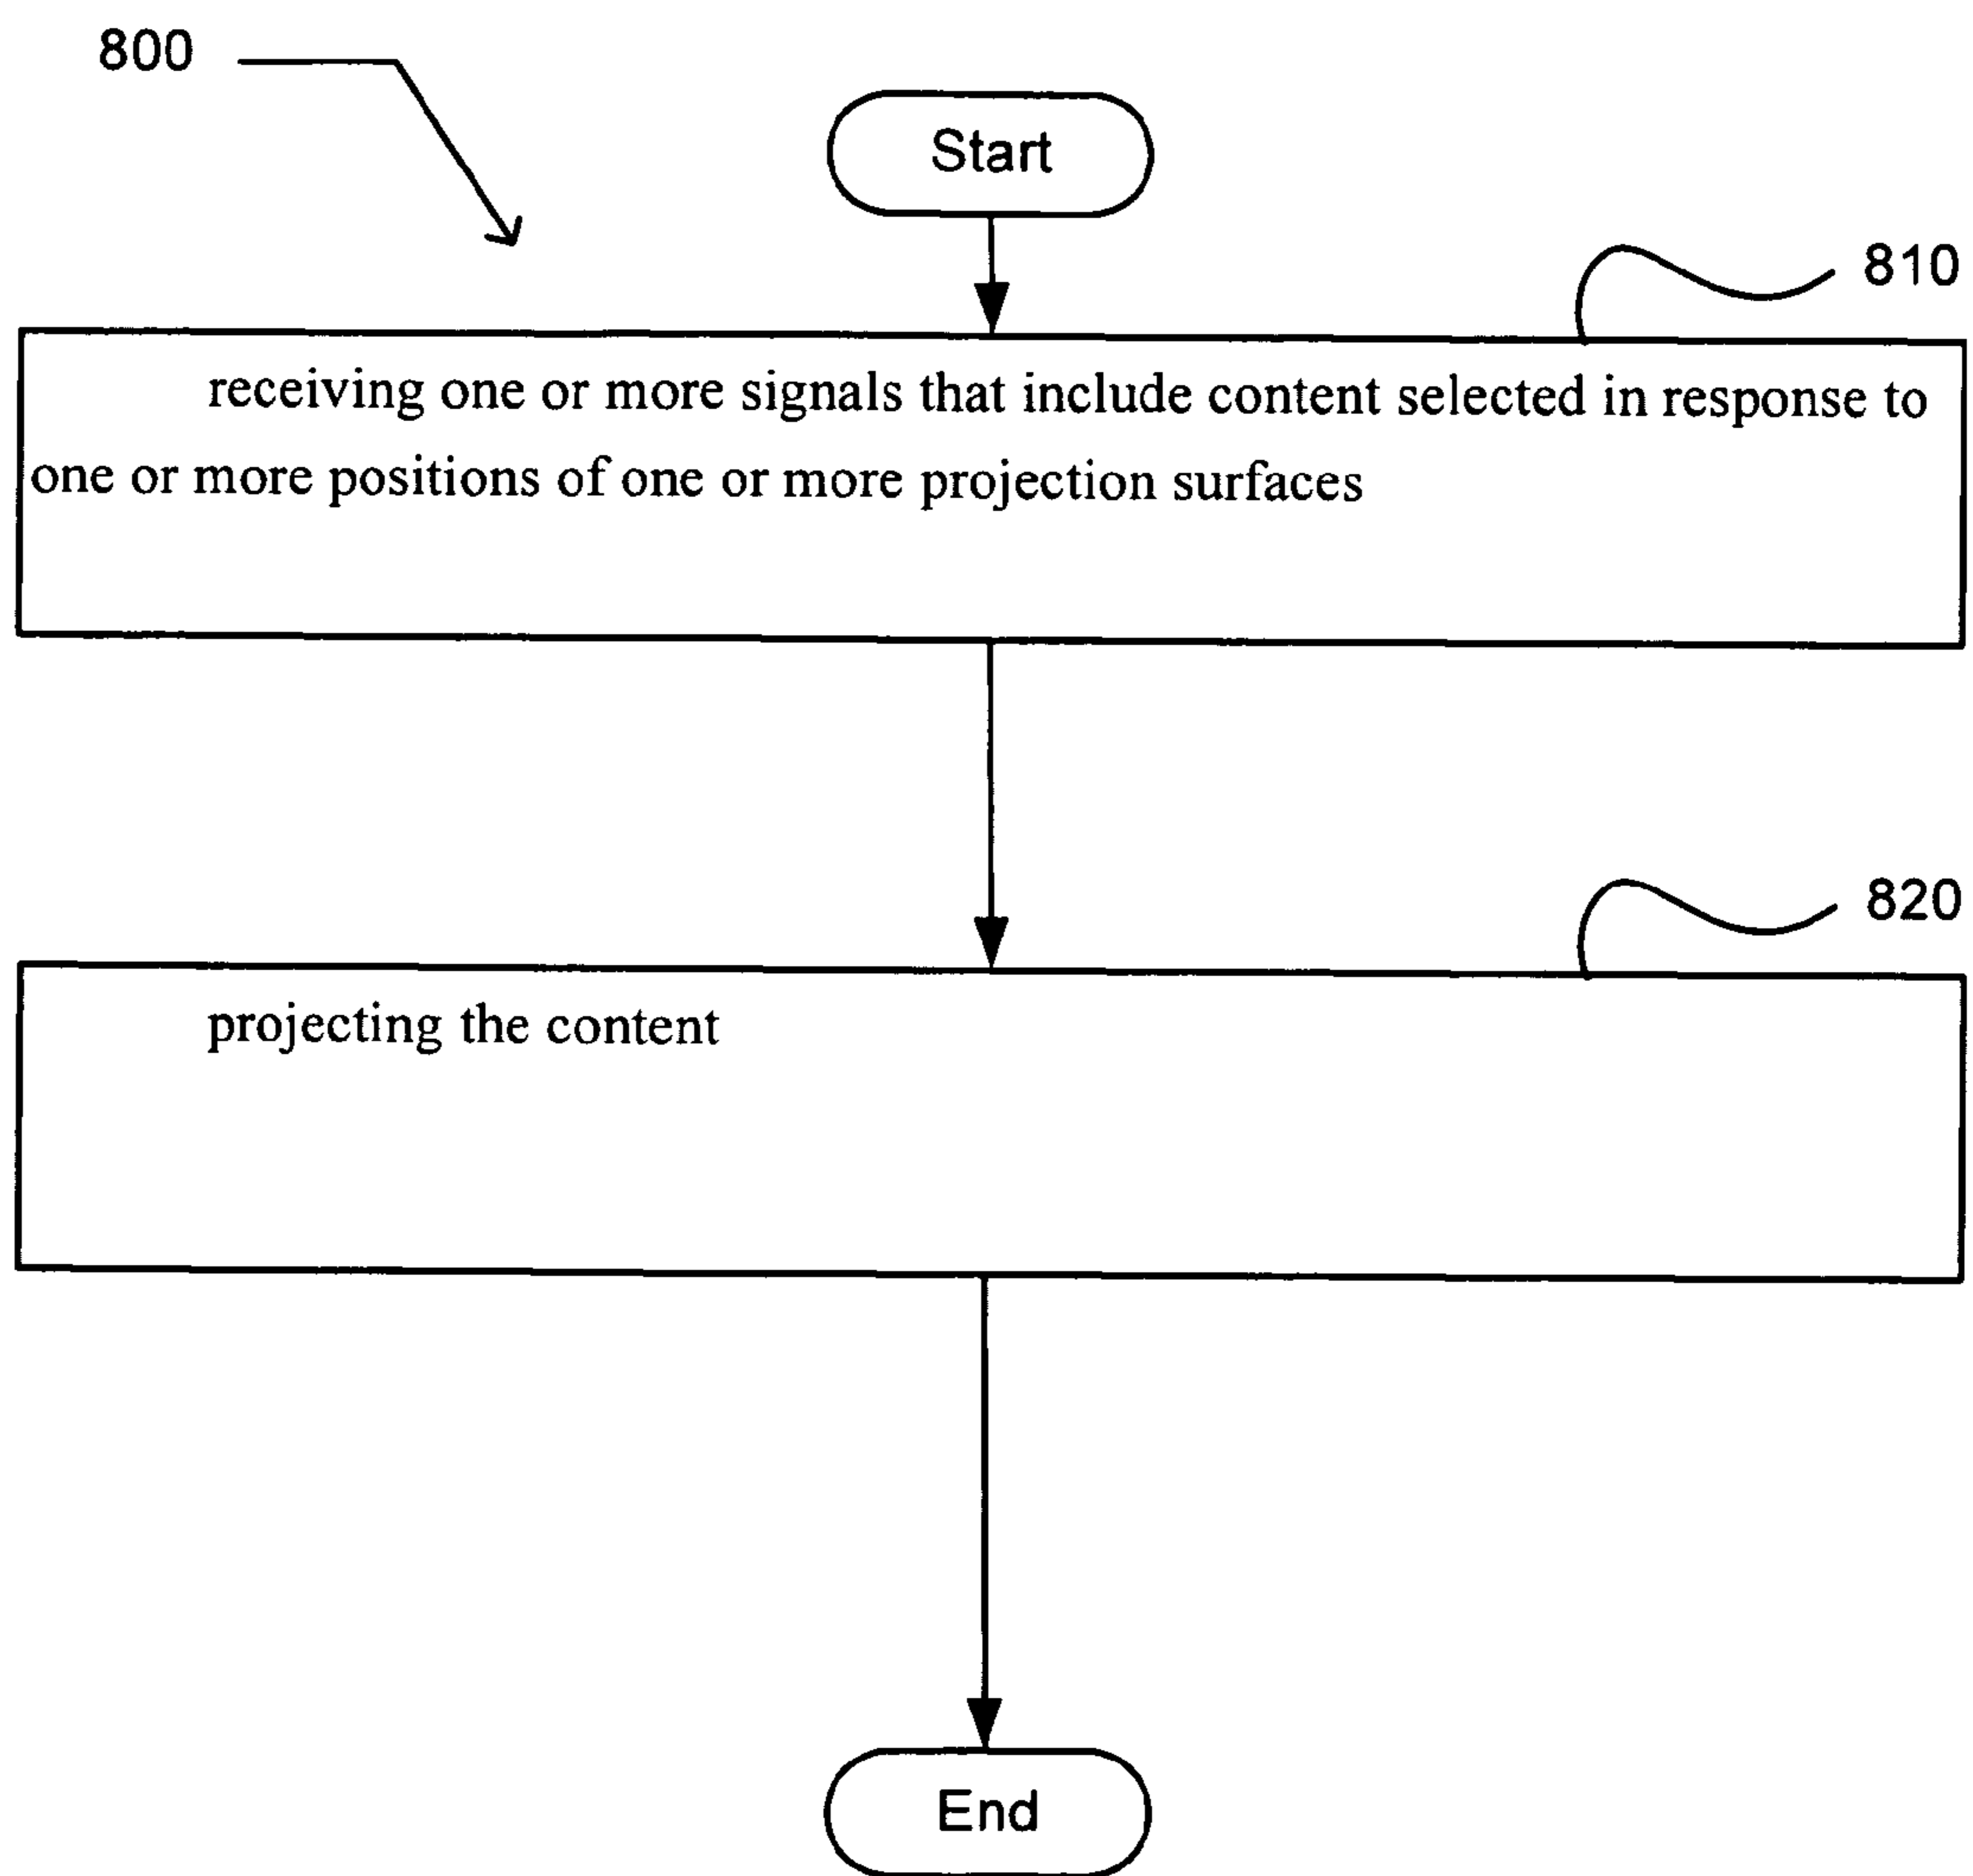 800
Start
810
receiving one or more signals that include content selected in response to
one or more positions of one or more projection surfaces
820
projecting the content
End